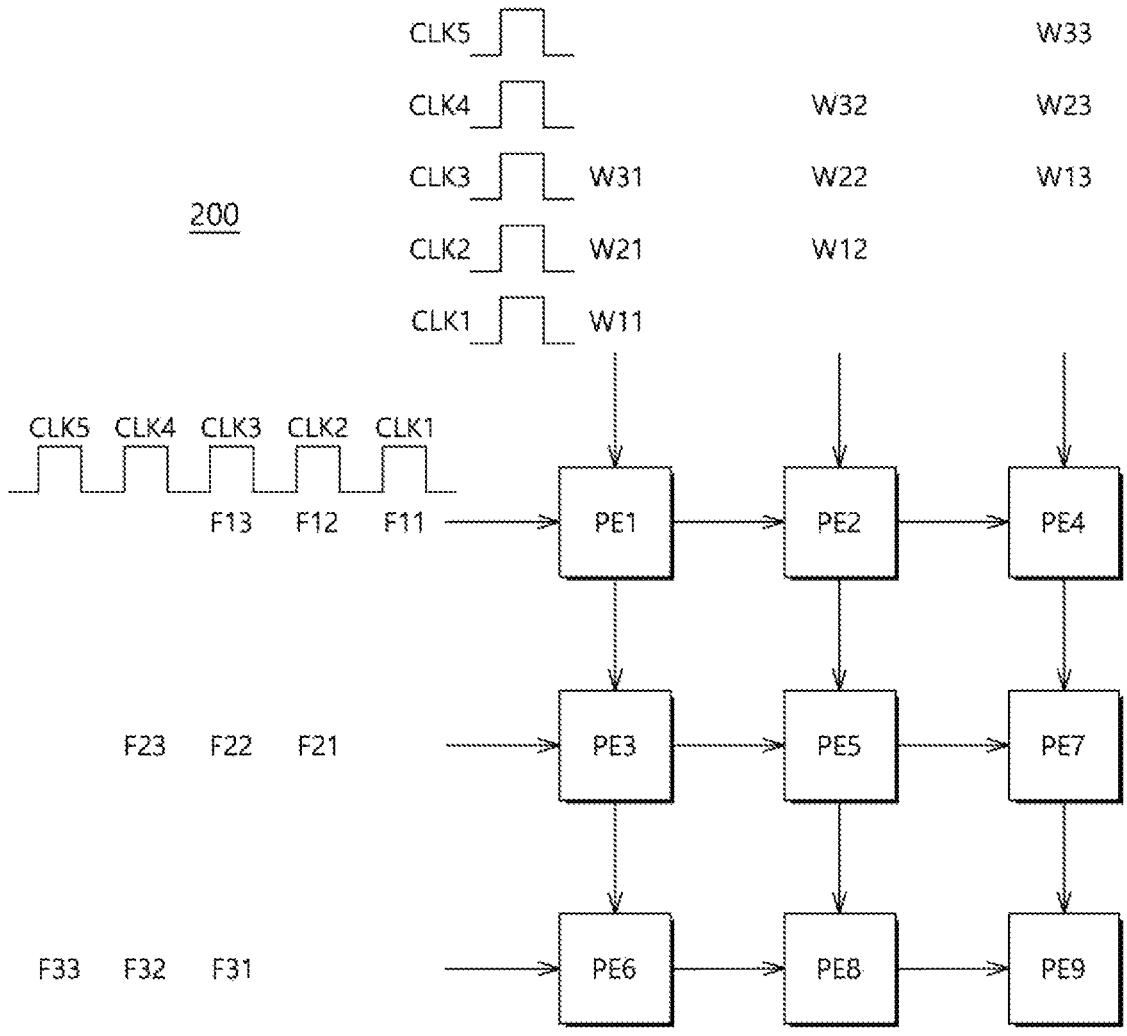 CLK5 W33
CLK4 W32 W23
CLK3 W31 W22 W13
200
CLK2 W21 W12
CLK1 W11
CLK5 CLK4 CLK3 CLK2 CLK1
F13 F12 F11 PE1 PE2 PE4
F23 F22 F21 PE3 PE5 PE7
F33 F32 F31 PE6 PE8 PE9